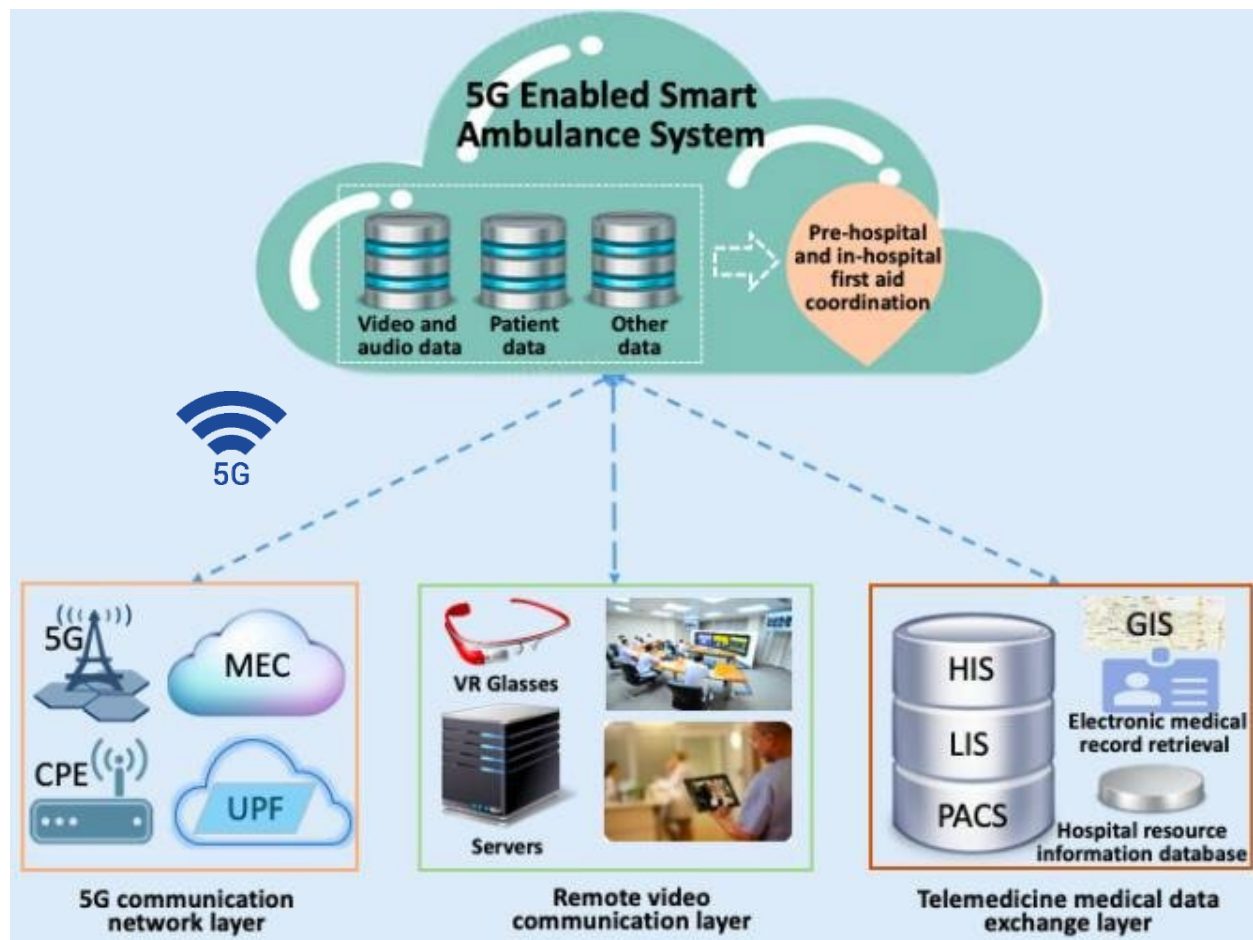 5G Enabled Smart
Ambulance System
Video and
audio data
Patient
data
Other
data
Pre-hospital
and in-hospital
first aid
coordination
5G
5G
MEC
CPE
UPF
5G communication
network layer
VR Glasses
Servers
Remote video
communication layer
HIS
LIS
PACS
GIS
Electronic medical
record retrieval
Hospital resource
information database
Telemedicine medical data
exchange layer